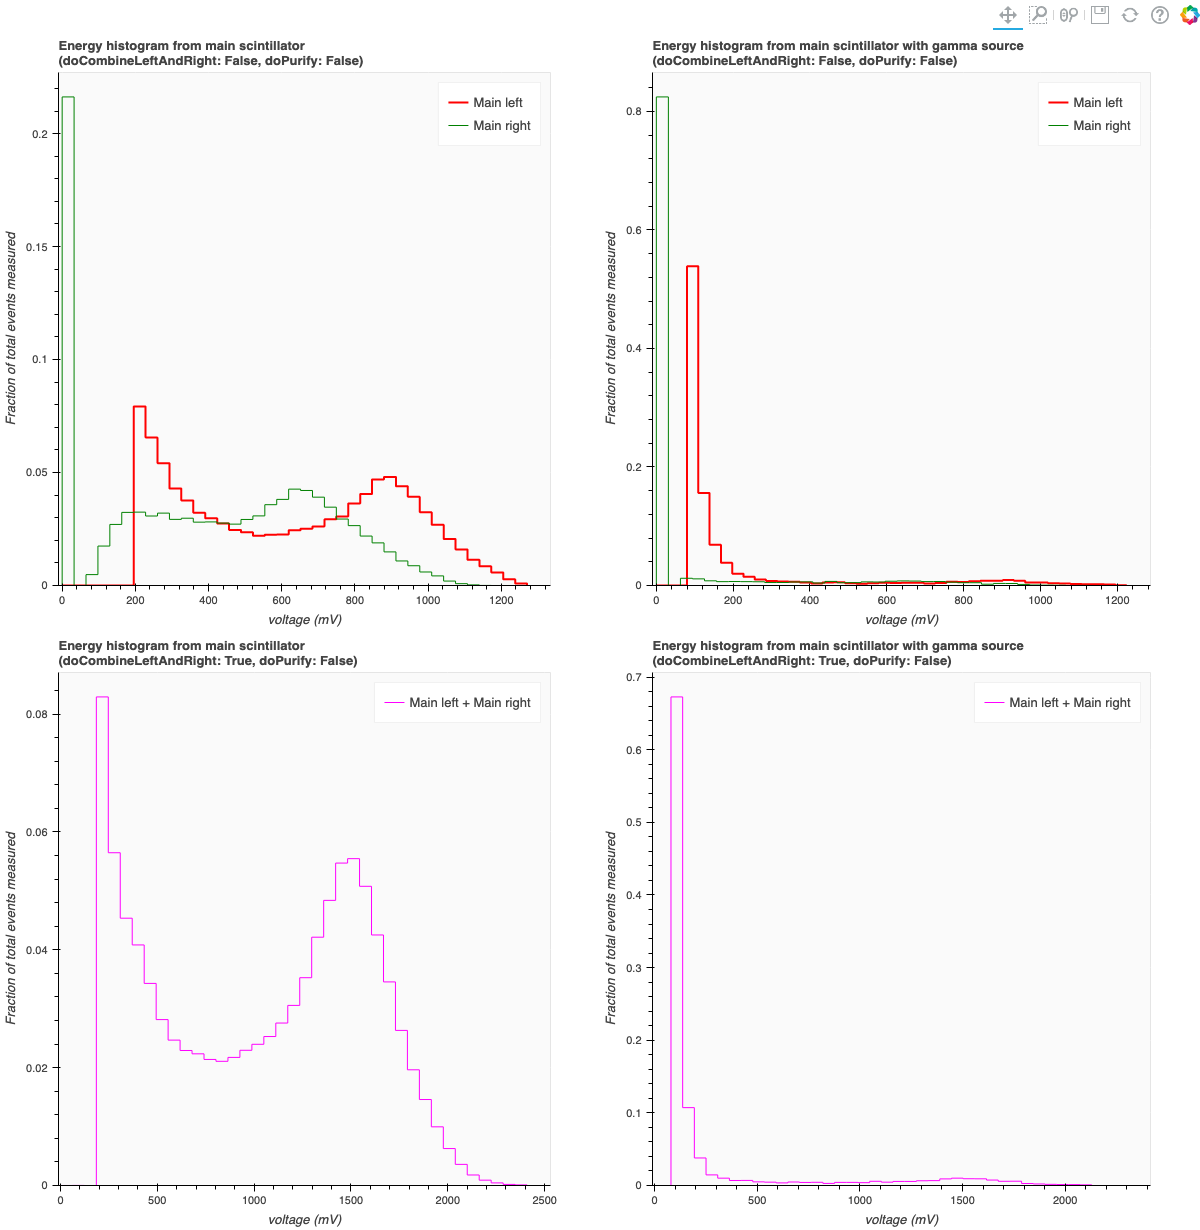 Energy histogram from main scintillator
(doCombineLeftAndRight: False, doPurify: False)
Main left
Main right
0.2
0.15
0.1
0.05
0
Fraction of total events measured
0 200 400 600 800 1000 1200
voltage (mV)
Energy histogram from main scintillator with gamma source
(doCombineLeftAndRight: False, doPurify: False)
Main left
Main right
0.8
0.6
0.4
0.2
0
Fraction of total events measured
0 200 400 600 800 1000 1200
voltage (mV)
Energy histogram from main scintillator
(doCombineLeftAndRight: True, doPurify: False)
Main left + Main right
0.08
0.06
0.04
0.02
0
Fraction of total events measured
0 500 1000 1500 2000 2500
voltage (mV)
Energy histogram from main scintillator with gamma source
(doCombineLeftAndRight: True, doPurify: False)
Main left + Main right
0.7
0.6
0.5
0.4
0.3
0.2
0.1
0
Fraction of total events measured
0 500 1000 1500 2000
voltage (mV)